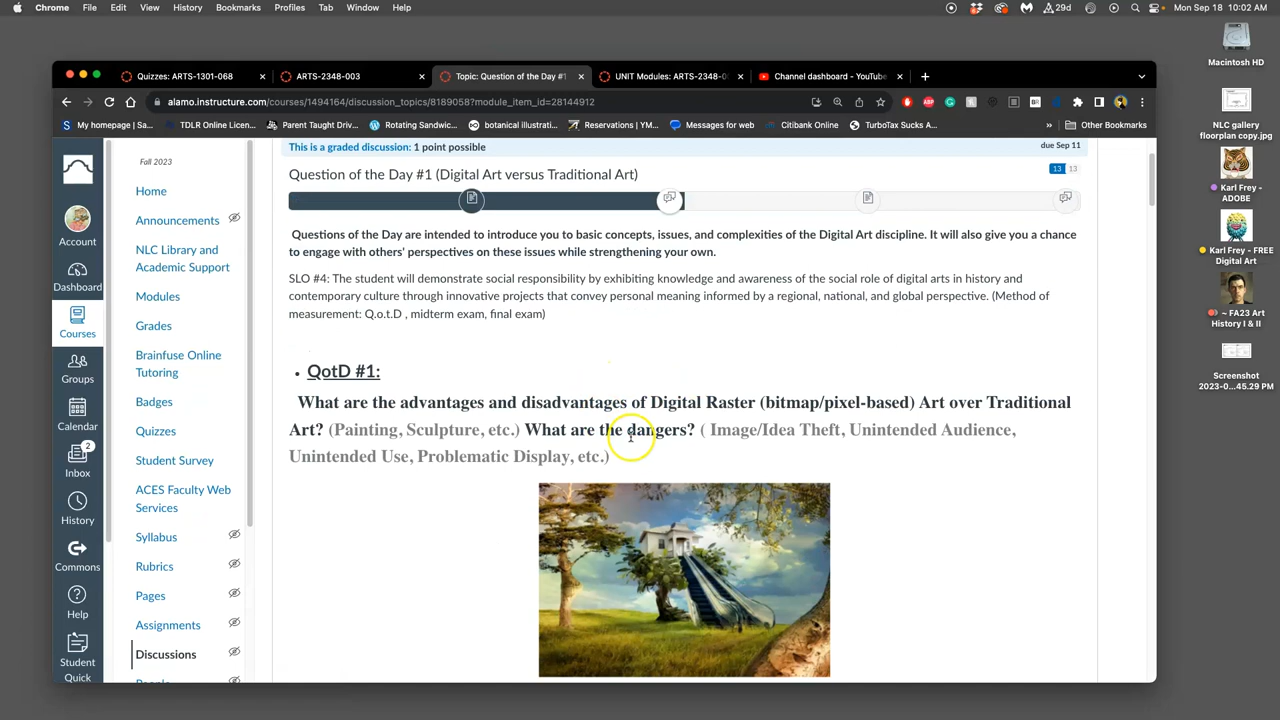 Chrome File Edit View History Bookmarks Profiles Tab Window Help
29d
Mon Sep 18 10:02 AM
Quizzes: ARTS-1301-068
ARTS-2348-003
Topic: Question of the Day #1
UNIT Modules: ARTS-2348-0
Channel dashboard - YouTube
alamo.instructure.com/courses/1494164/discussion_topics/8189058?module_item_id=28144912
My homepage | Sa...
TDLR Online Licen...
Parent Taught Driv...
Rotating Sandwic...
botanical illustrati...
Reservations | YM...
Messages for web
Citibank Online
TurboTax Sucks A...
Other Bookmarks
Account
Dashboard
Courses
Groups
Calendar
2
Inbox
History
Commons
Help
Student
Quick
Fall 2023
Home
Announcements
NLC Library and
Academic Support
Modules
Grades
Brainfuse Online
Tutoring
Badges
Quizzes
Student Survey
ACES Faculty Web
Services
Syllabus
Rubrics
Pages
Assignments
Discussions
This is a graded discussion: 1 point possible
due Sep 11
Question of the Day #1 (Digital Art versus Traditional Art)
13 13
Questions of the Day are intended to introduce you to basic concepts, issues, and complexities of the Digital Art discipline. It will also give you a chance
to engage with others' perspectives on these issues while strengthening your own.
SLO #4: The student will demonstrate social responsibility by exhibiting knowledge and awareness of the social role of digital arts in history and
contemporary culture through innovative projects that convey personal meaning informed by a regional, national, and global perspective. (Method of
measurement: Q.o.t.D , midterm exam, final exam)
• QotD #1:
What are the advantages and disadvantages of Digital Raster (bitmap/pixel-based) Art over Traditional
Art? (Painting, Sculpture, etc.) What are the dangers? ( Image/Idea Theft, Unintended Audience,
Unintended Use, Problematic Display, etc.)
Macintosh HD
NLC gallery
floorplan copy.jpg
Karl Frey -
ADOBE
Karl Frey - FREE
Digital Art
~ FA23 Art
History I & II
Screenshot
2023-0...45.29 PM